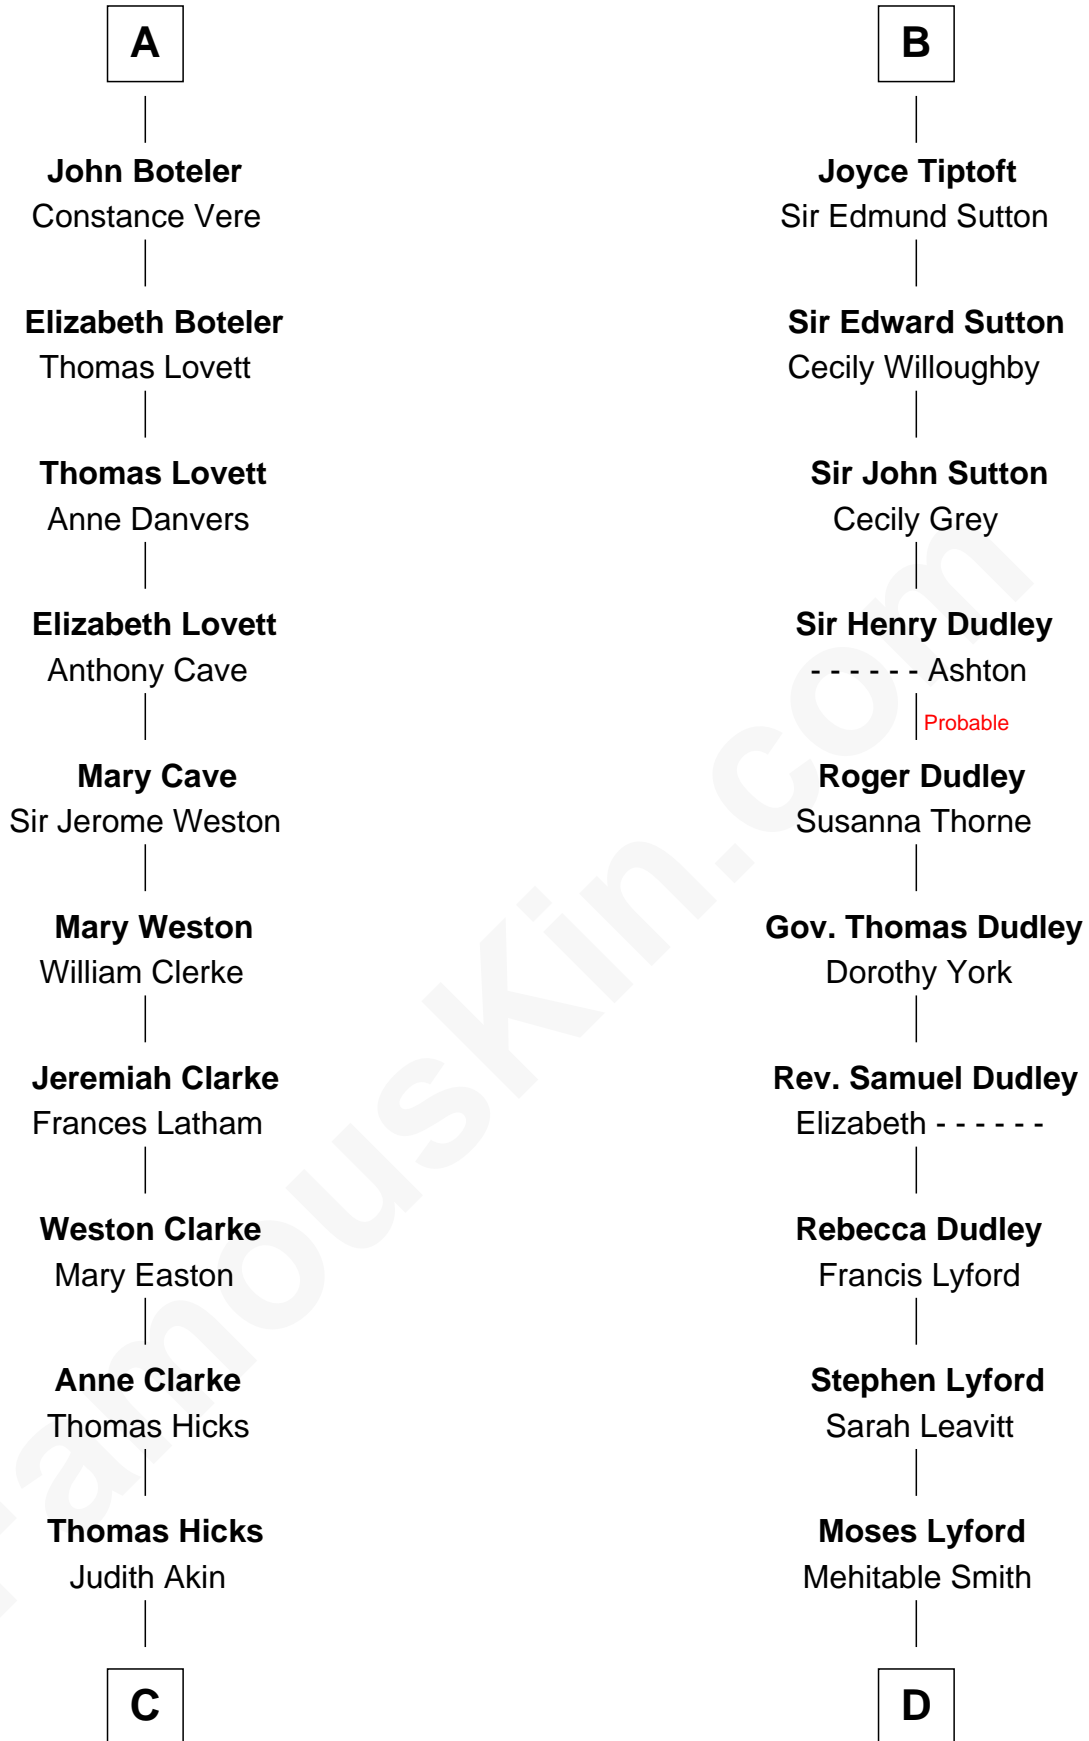 A
John Boteler
Constance Vere
Elizabeth Boteler
Thomas Lovett
Thomas Lovett
Anne Danvers
Elizabeth Lovett
Anthony Cave
Mary Cave
Sir Jerome Weston
Mary Weston
William Clerke
Jeremiah Clarke
Frances Latham
Weston Clarke
Mary Easton
Anne Clarke
Thomas Hicks
Thomas Hicks
Judith Akin
C
B
Joyce Tiptoft
Sir Edmund Sutton
Sir Edward Sutton
Cecily Willoughby
Sir John Sutton
Cecily Grey
Sir Henry Dudley
- - - - - - Ashton
Probable
Roger Dudley
Susanna Thorne
Gov. Thomas Dudley
Dorothy York
Rev. Samuel Dudley
Elizabeth - - - - - -
Rebecca Dudley
Francis Lyford
Stephen Lyford
Sarah Leavitt
Moses Lyford
Mehitable Smith
D
FamousKin.com